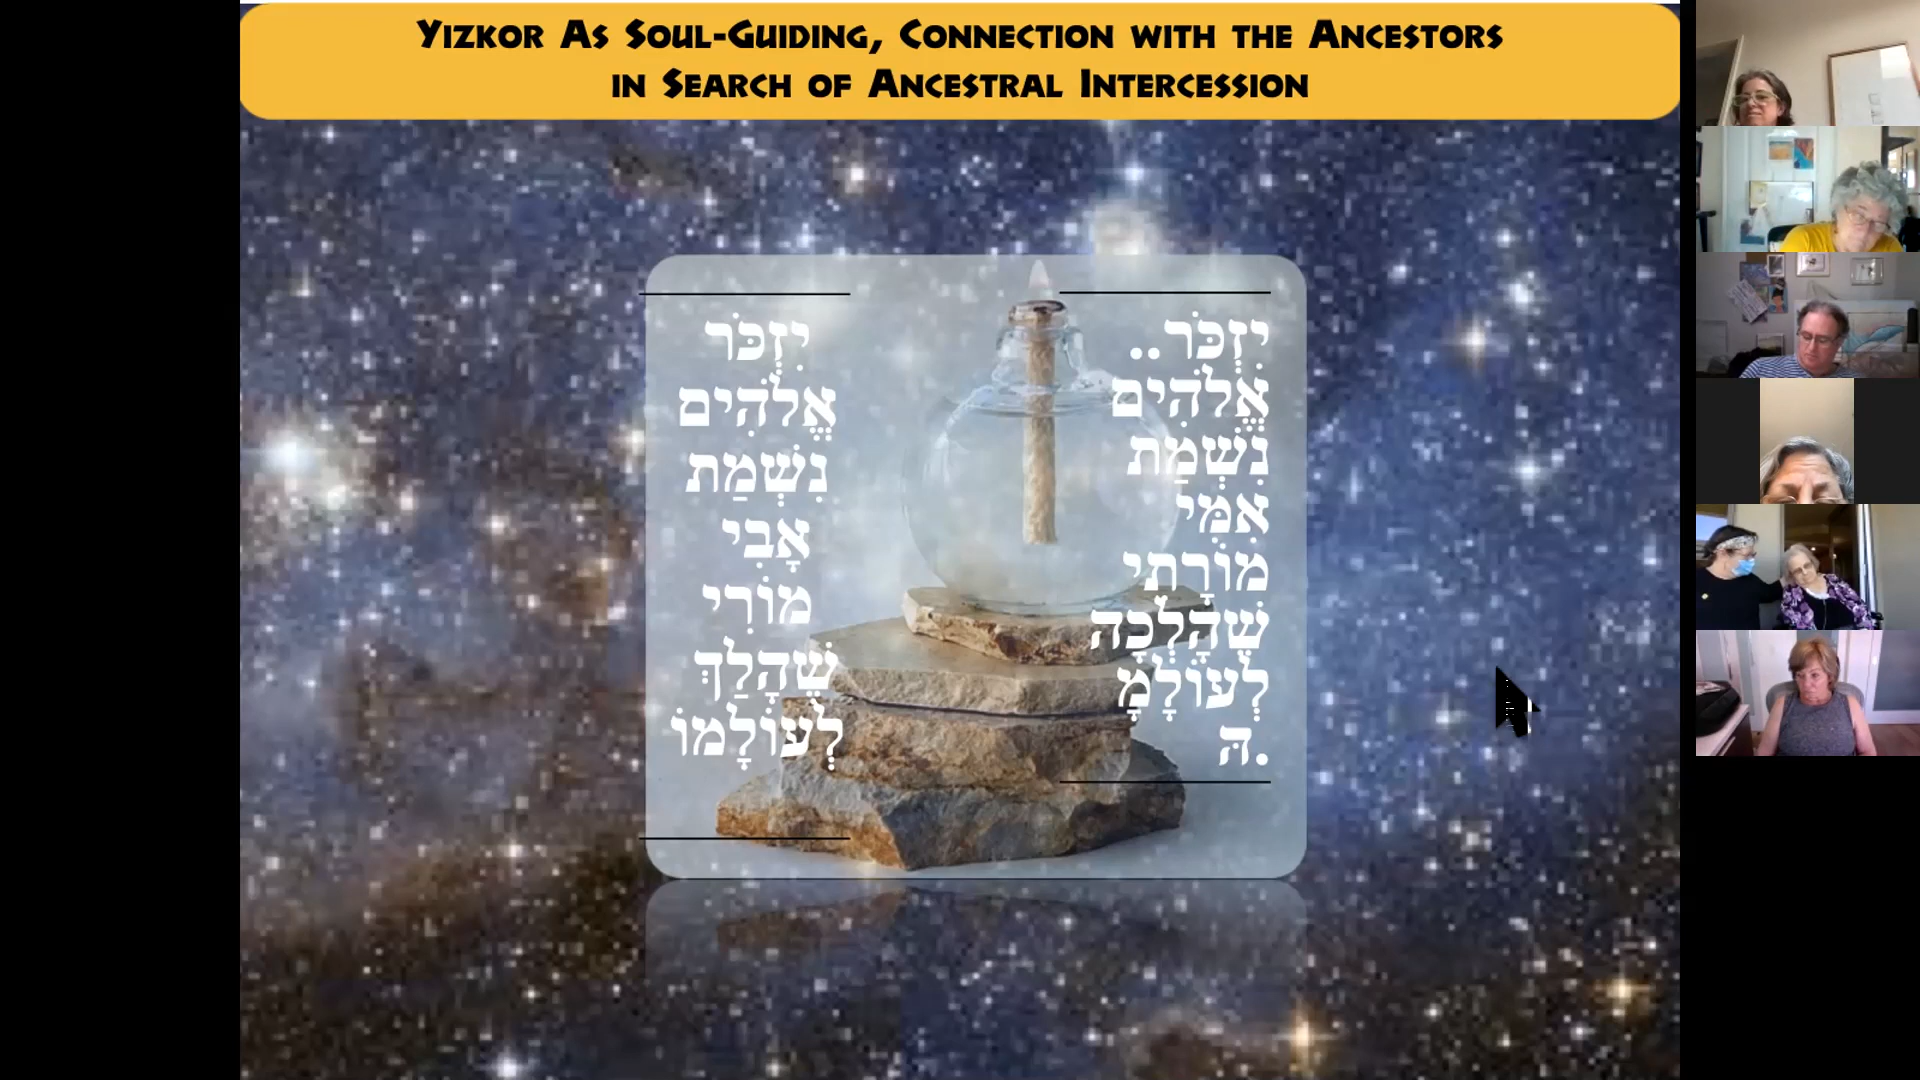 Yizkor As Soul-Guiding, Connection with the Ancestors
in Search of Ancestral Intercession
יִזְכֹּר..
אֱלֹהִים
נִשְׁמַת
אִמִּי
מוֹרָתִי
שֶׁהָלְכָה
לְעוֹלָמָ
הּ.
יִזְכֹּר
אֱלֹהִים
נִשְׁמַת
אָבִי
מוֹרִי
שֶׁהָלַךְ
לְעוֹלָמוֹ